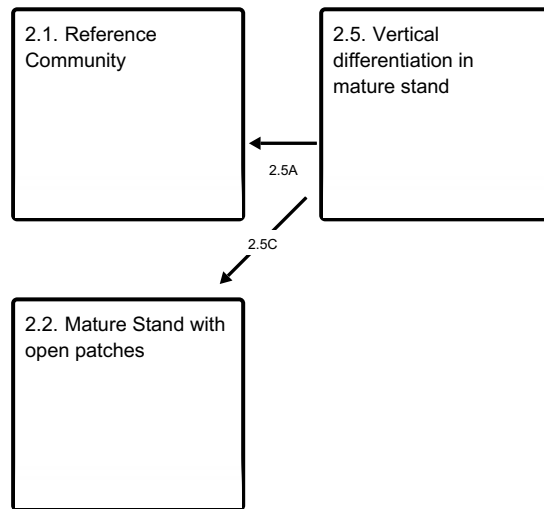 2.1. Reference
Community
2.5. Vertical
differentiation in
mature stand
2.5A
2.5C
2.2. Mature Stand with
open patches